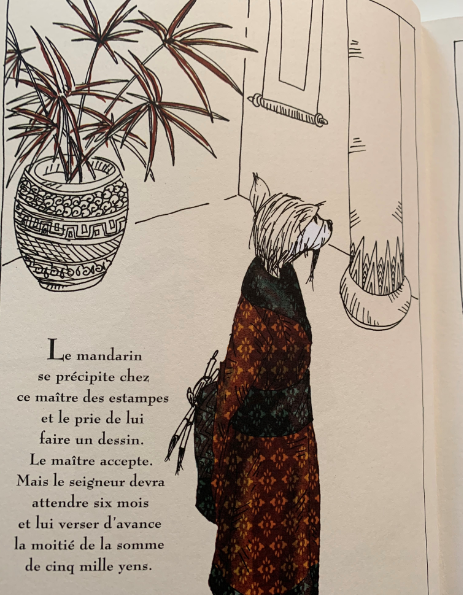 Le mandarin
se précipite chez
ce maître des estampes
et le prie de lui
faire un dessin.
Le maître accepte.
Mais le seigneur devra
attendre six mois
et lui verser d'avance
la moitié de la somme
de cinq mille yens.